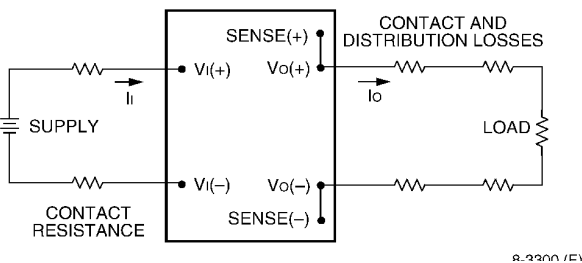 CONTACT AND
DISTRIBUTION LOSSES
SENSE(+)
VI(+)
VO(+)
II
IO
SUPPLY
LOAD
VI(–)
VO(–)
CONTACT
RESISTANCE
SENSE(–)
8-3300 (F)